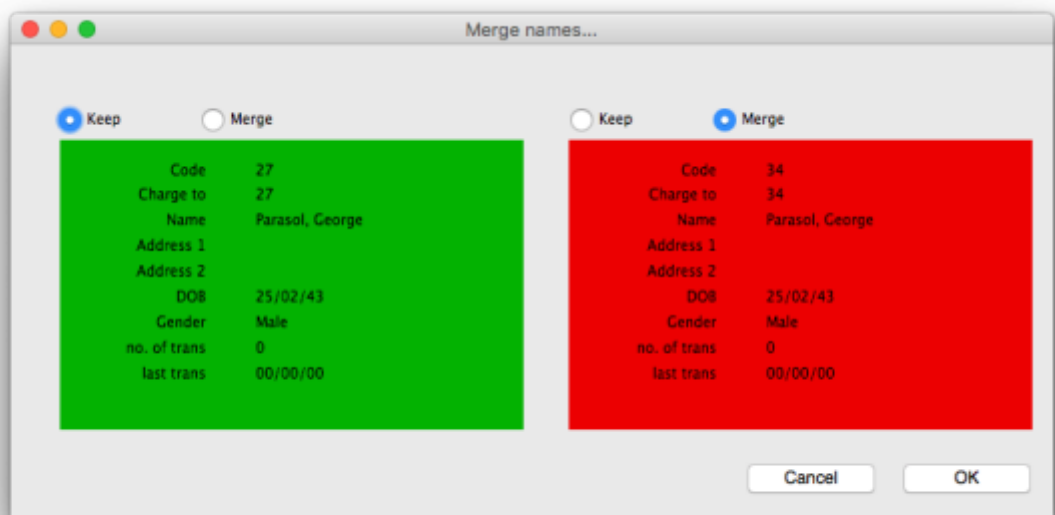 Merge names...
Keep Merge
Code 27
Charge to 27
Name Parasol, George
Address 1
Address 2
DOB 25/02/43
Gender Male
no. of trans 0
last trans 00/00/00
Keep Merge
Code 34
Charge to 34
Name Parasol, George
Address 1
Address 2
DOB 25/02/43
Gender Male
no. of trans 0
last trans 00/00/00
Cancel OK